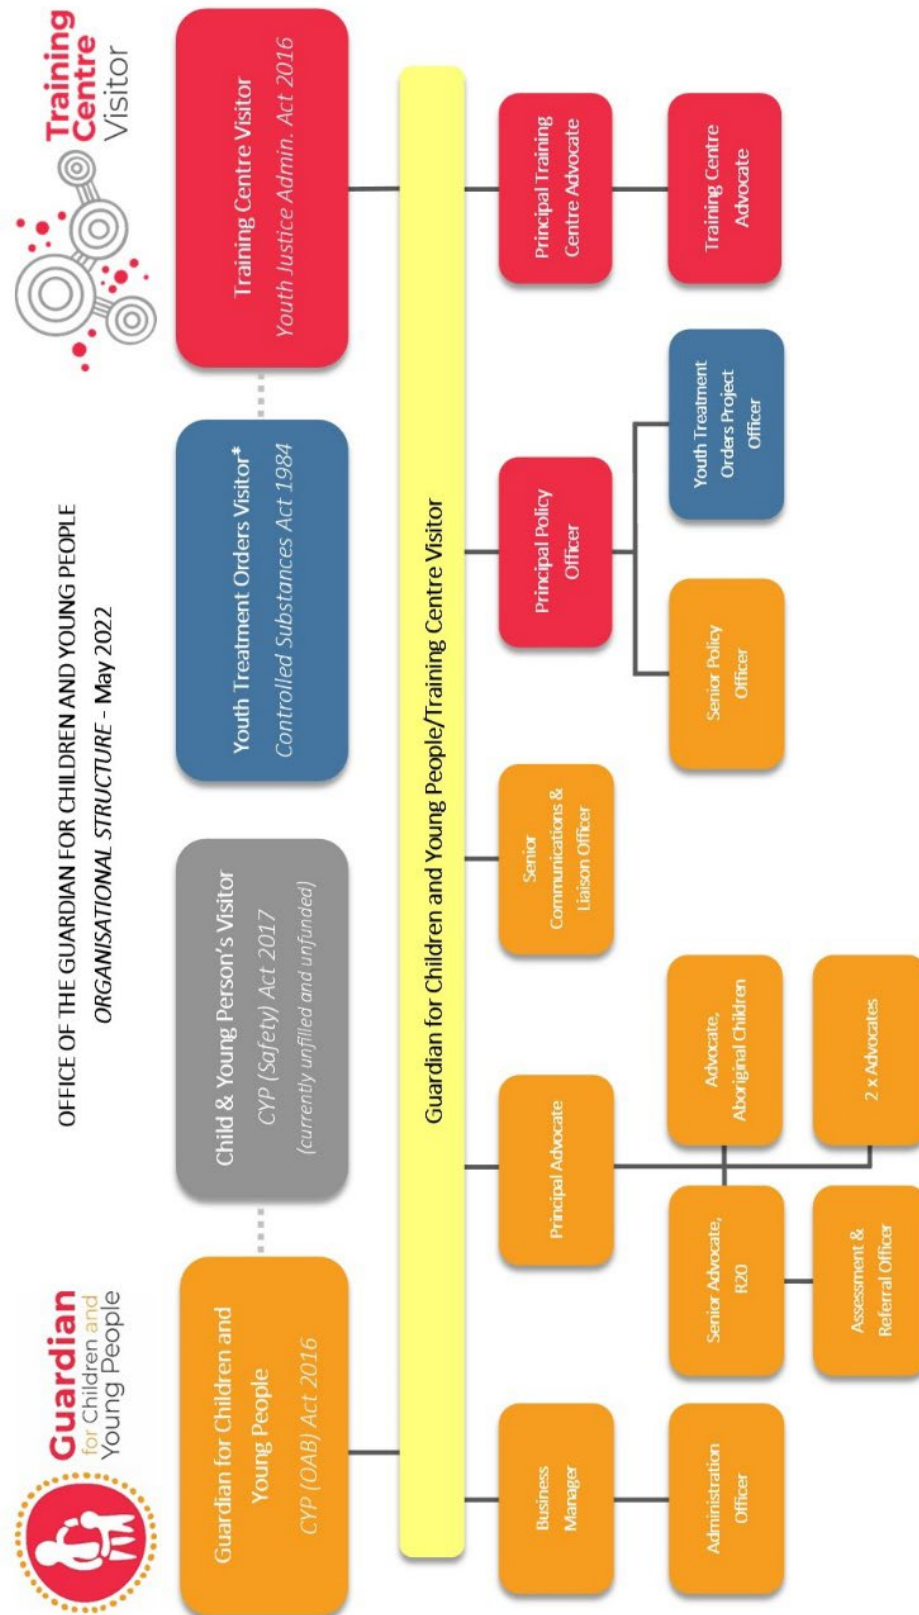 Guardian
for Children and
Young People
OFFICE OF THE GUARDIAN FOR CHILDREN AND YOUNG PEOPLE
ORGANISATIONAL STRUCTURE - May 2022
Training
Centre
Visitor
Guardian for Children and
Young People
CYP (OAB) Act 2016
Child & Young Person's Visitor
CYP (Safety) Act 2017
(currently unfilled and unfunded)
Youth Treatment Orders Visitor*
Controlled Substances Act 1984
Training Centre Visitor
Youth Justice Admin. Act 2016
Guardian for Children and Young People/Training Centre Visitor
Business
Manager
Principal Advocate
Senior
Communications &
Liaison Officer
Principal Policy
Officer
Principal Training
Centre Advocate
Administration
Officer
Senior Advocate,
R2O
Advocate,
Aboriginal Children
Senior Policy
Officer
Youth Treatment
Orders Project
Officer
Training Centre
Advocate
Assessment &
Referral Officer
2 x Advocates